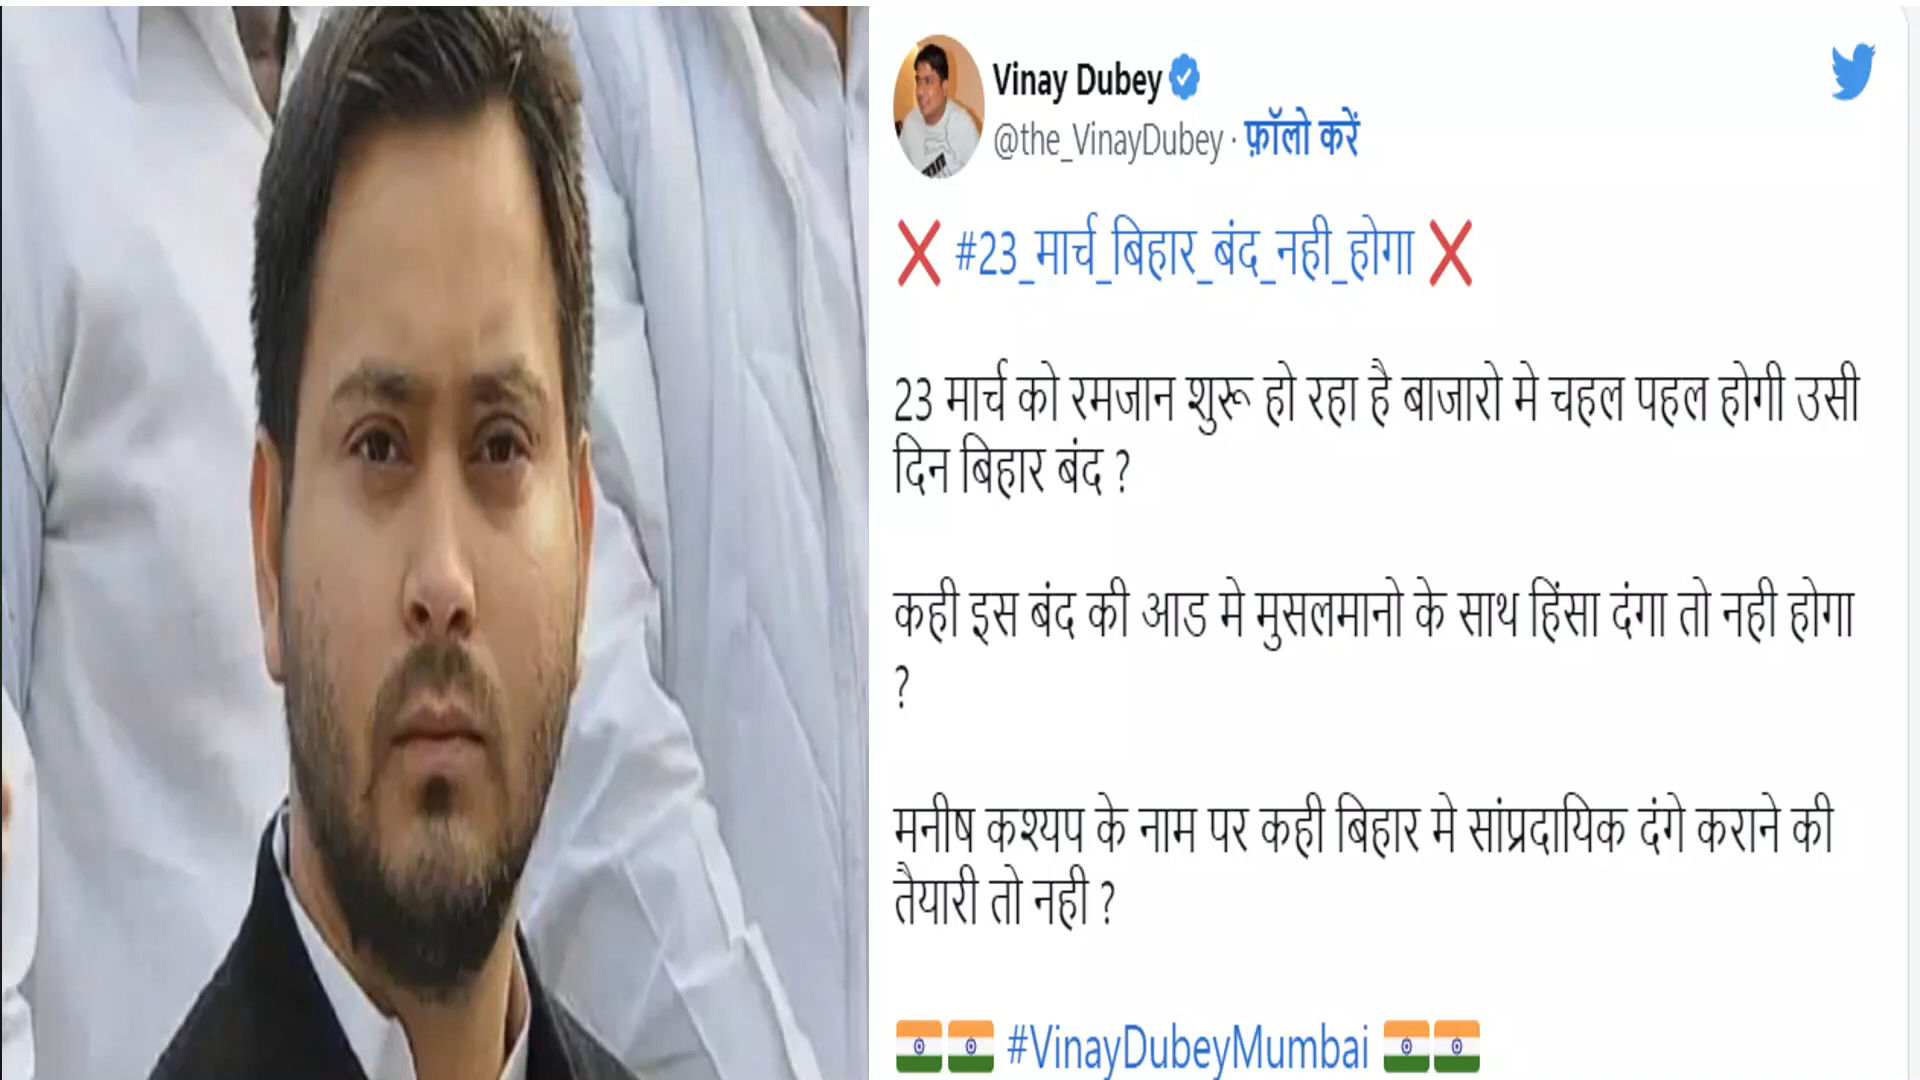 Vinay Dubey
@the_VinayDubey · फ़ॉलो करें
❌ #23_मार्च_बिहार_बंद_नही_होगा ❌
23 मार्च को रमजान शुरू हो रहा है बाजारो मे चहल पहल होगी उसी
दिन बिहार बंद ?
कही इस बंद की आड मे मुसलमानो के साथ हिंसा दंगा तो नही होगा
?
मनीष कश्यप के नाम पर कही बिहार मे सांप्रदायिक दंगे कराने की
तैयारी तो नही ?
🇮🇳🇮🇳 #VinayDubeyMumbai 🇮🇳🇮🇳